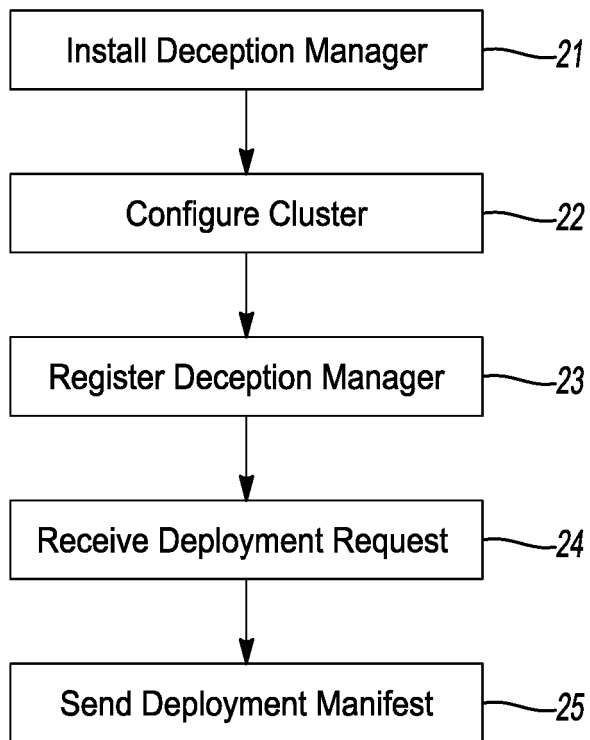 Install Deception Manager 21
Configure Cluster 22
Register Deception Manager 23
Receive Deployment Request 24
Send Deployment Manifest 25